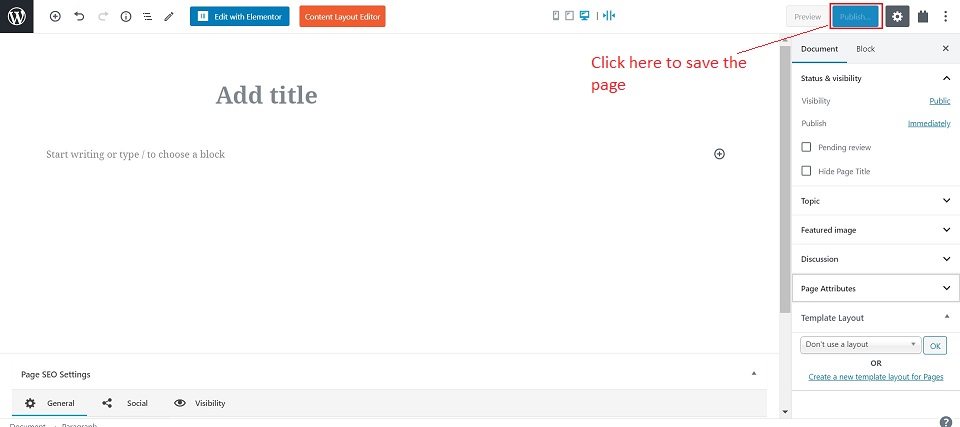 Edit with Elementor
Content Layout Editor
Preview
Publish...
Click here to save the
page
Document
Block
Add title
Status & visibility
Visibility
Public
Publish
Immediately
Start writing or type / to choose a block
Pending review
Hide Page Title
Topic
Featured image
Discussion
Page Attributes
Template Layout
Don't use a layout
OK
OR
Create a new template layout for Pages
Page SEO Settings
General
Social
Visibility
Document → Paragraph